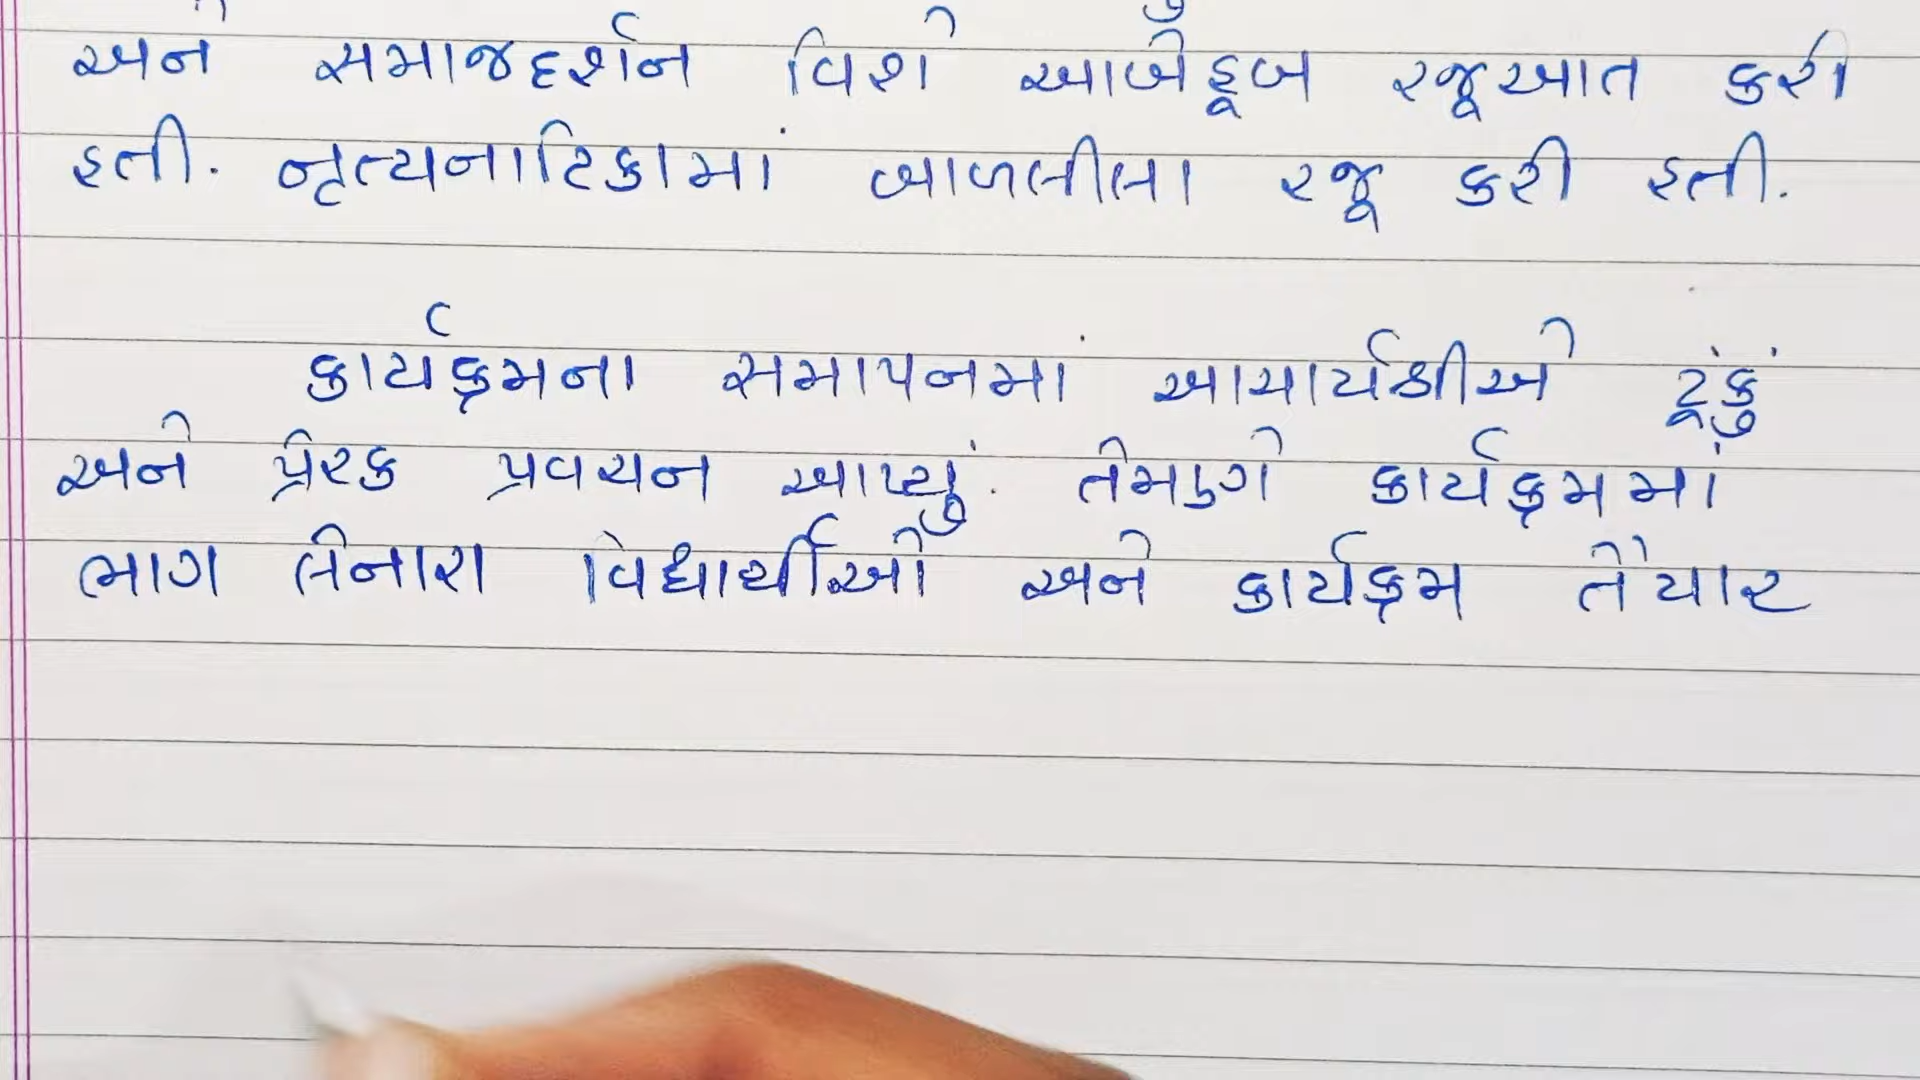 અને સમાજદર્શન વિશે આબેહૂબ રજૂઆત કરી
હતી. નૃત્યનાટિકામાં બાળલીલા રજૂ કરી હતી.
કાર્યક્રમના સમાપનમાં આચાર્યશ્રીએ ટૂંકું
અને પ્રેરક પ્રવચન આપ્યું. તેમણે કાર્યક્રમમાં
ભાગ લેનારા વિદ્યાર્થીઓ અને કાર્યક્રમ તૈયાર